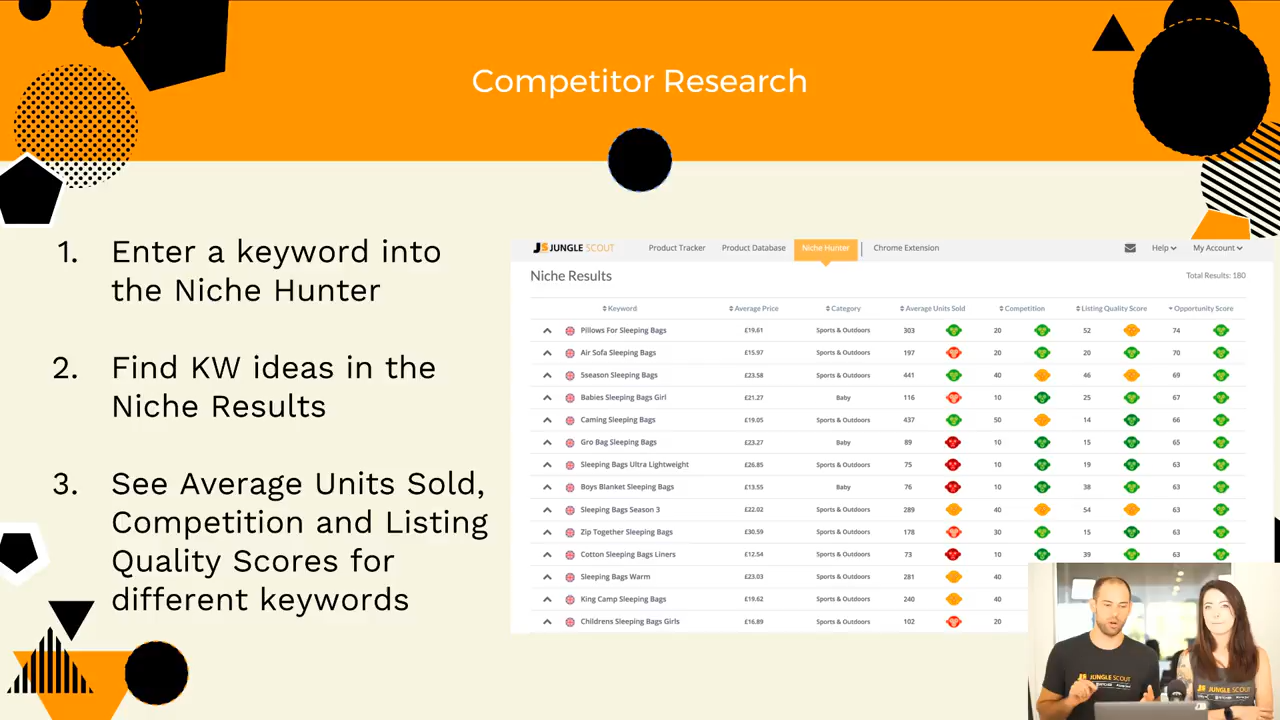 Competitor Research
1. Enter a keyword into
the Niche Hunter
2. Find KW ideas in the
Niche Results
3. See Average Units Sold,
Competition and Listing
Quality Scores for
different keywords
JS JUNGLE SCOUT Product Tracker Product Database Niche Hunter Chrome Extension Help My Account
Niche Results Total Results: 180
Keyword Average Price Category Average Units Sold Competition Listing Quality Score Opportunity Score
Pillows For Sleeping Bags £19.61 Sports & Outdoors 303 20 52 74
Air Sofa Sleeping Bags £15.97 Sports & Outdoors 197 20 20 70
5season Sleeping Bags £23.58 Sports & Outdoors 441 40 46 69
Babies Sleeping Bags Girl £21.27 Baby 116 10 25 67
Caming Sleeping Bags £19.05 Sports & Outdoors 437 50 14 66
Gro Bag Sleeping Bags £23.27 Baby 89 10 15 65
Sleeping Bags Ultra Lightweight £26.85 Sports & Outdoors 75 10 19 63
Boys Blanket Sleeping Bags £13.55 Baby 76 10 38 63
Sleeping Bags Season 3 £22.02 Sports & Outdoors 289 40 54 63
Zip Together Sleeping Bags £30.59 Sports & Outdoors 178 30 15 63
Cotton Sleeping Bags Liners £12.54 Sports & Outdoors 73 10 39 63
Sleeping Bags Warm £23.03 Sports & Outdoors 281 40
King Camp Sleeping Bags £19.62 Sports & Outdoors 240 40
Childrens Sleeping Bags Girls £16.89 Sports & Outdoors 102 20
JS JUNGLE SCOUT
JS JUNGLE SCOUT